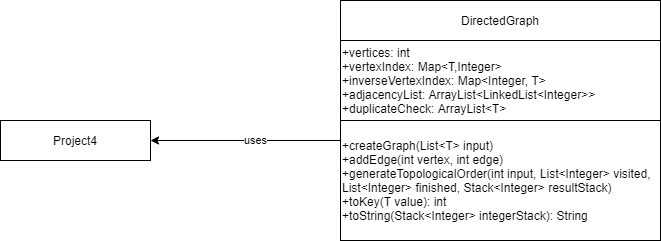 DirectedGraph
+vertices: int
+vertexIndex: Map<T,Integer>
+inverseVertexIndex: Map<Integer, T>
+adjacencyList: ArrayList<LinkedList<Integer>>
+duplicateCheck: ArrayList<T>
Project4
uses
+createGraph(List<T> input)
+addEdge(int vertex, int edge)
+generateTopologicalOrder(int input, List<Integer> visited,
List<Integer> finished, Stack<Integer> resultStack)
+toKey(T value): int
+toString(Stack<Integer> integerStack): String